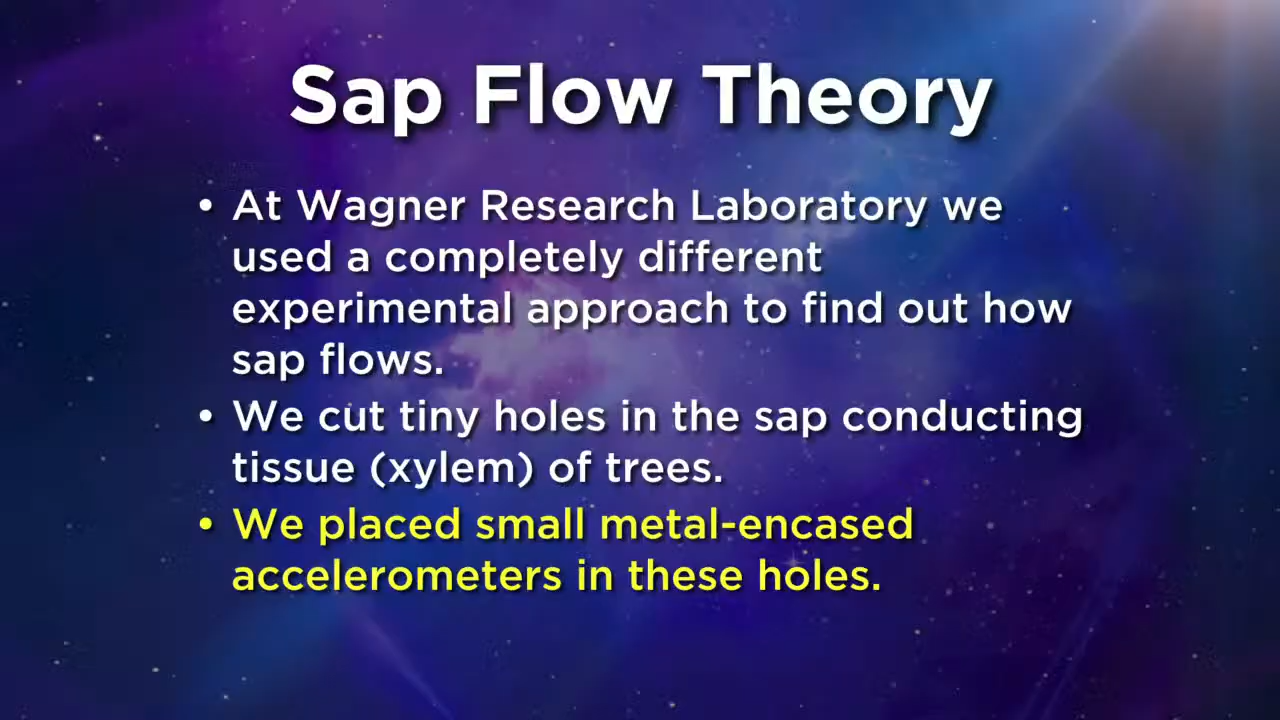 Sap Flow Theory
• At Wagner Research Laboratory we
used a completely different
experimental approach to find out how
sap flows.
• We cut tiny holes in the sap conducting
tissue (xylem) of trees.
• We placed small metal-encased
accelerometers in these holes.